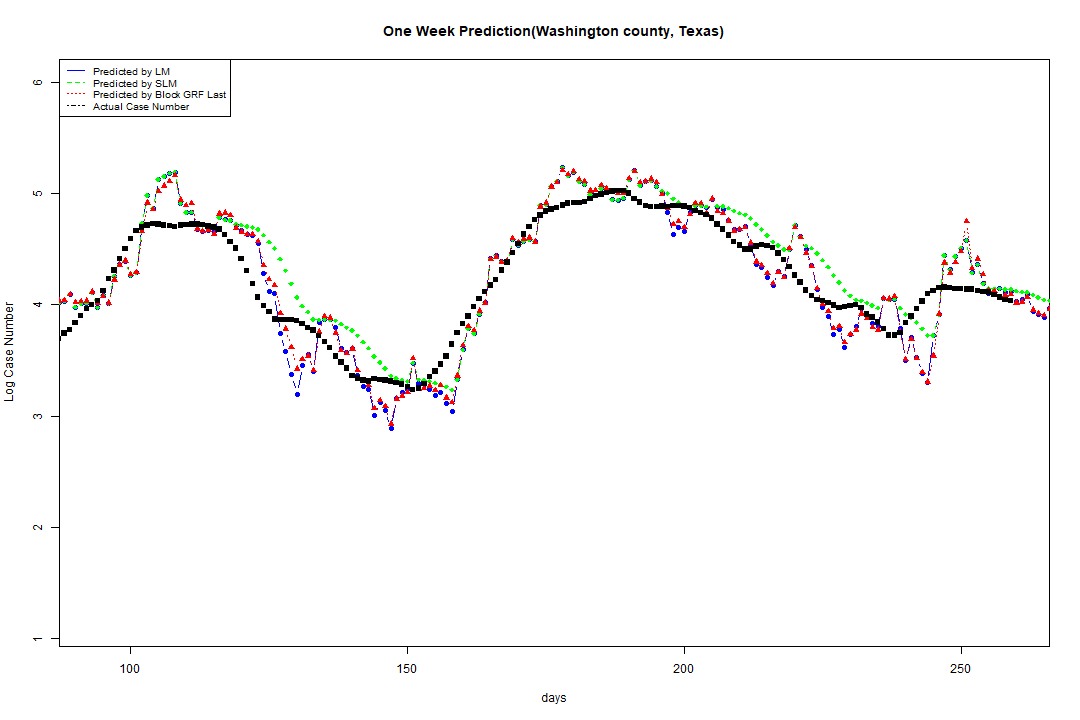 One Week Prediction(Washington county, Texas)
Predicted by LM
Predicted by SLM
Predicted by Block GRF Last
Actual Case Number
6
5
4
3
2
1
Log Case Number
100 150 200 250
days